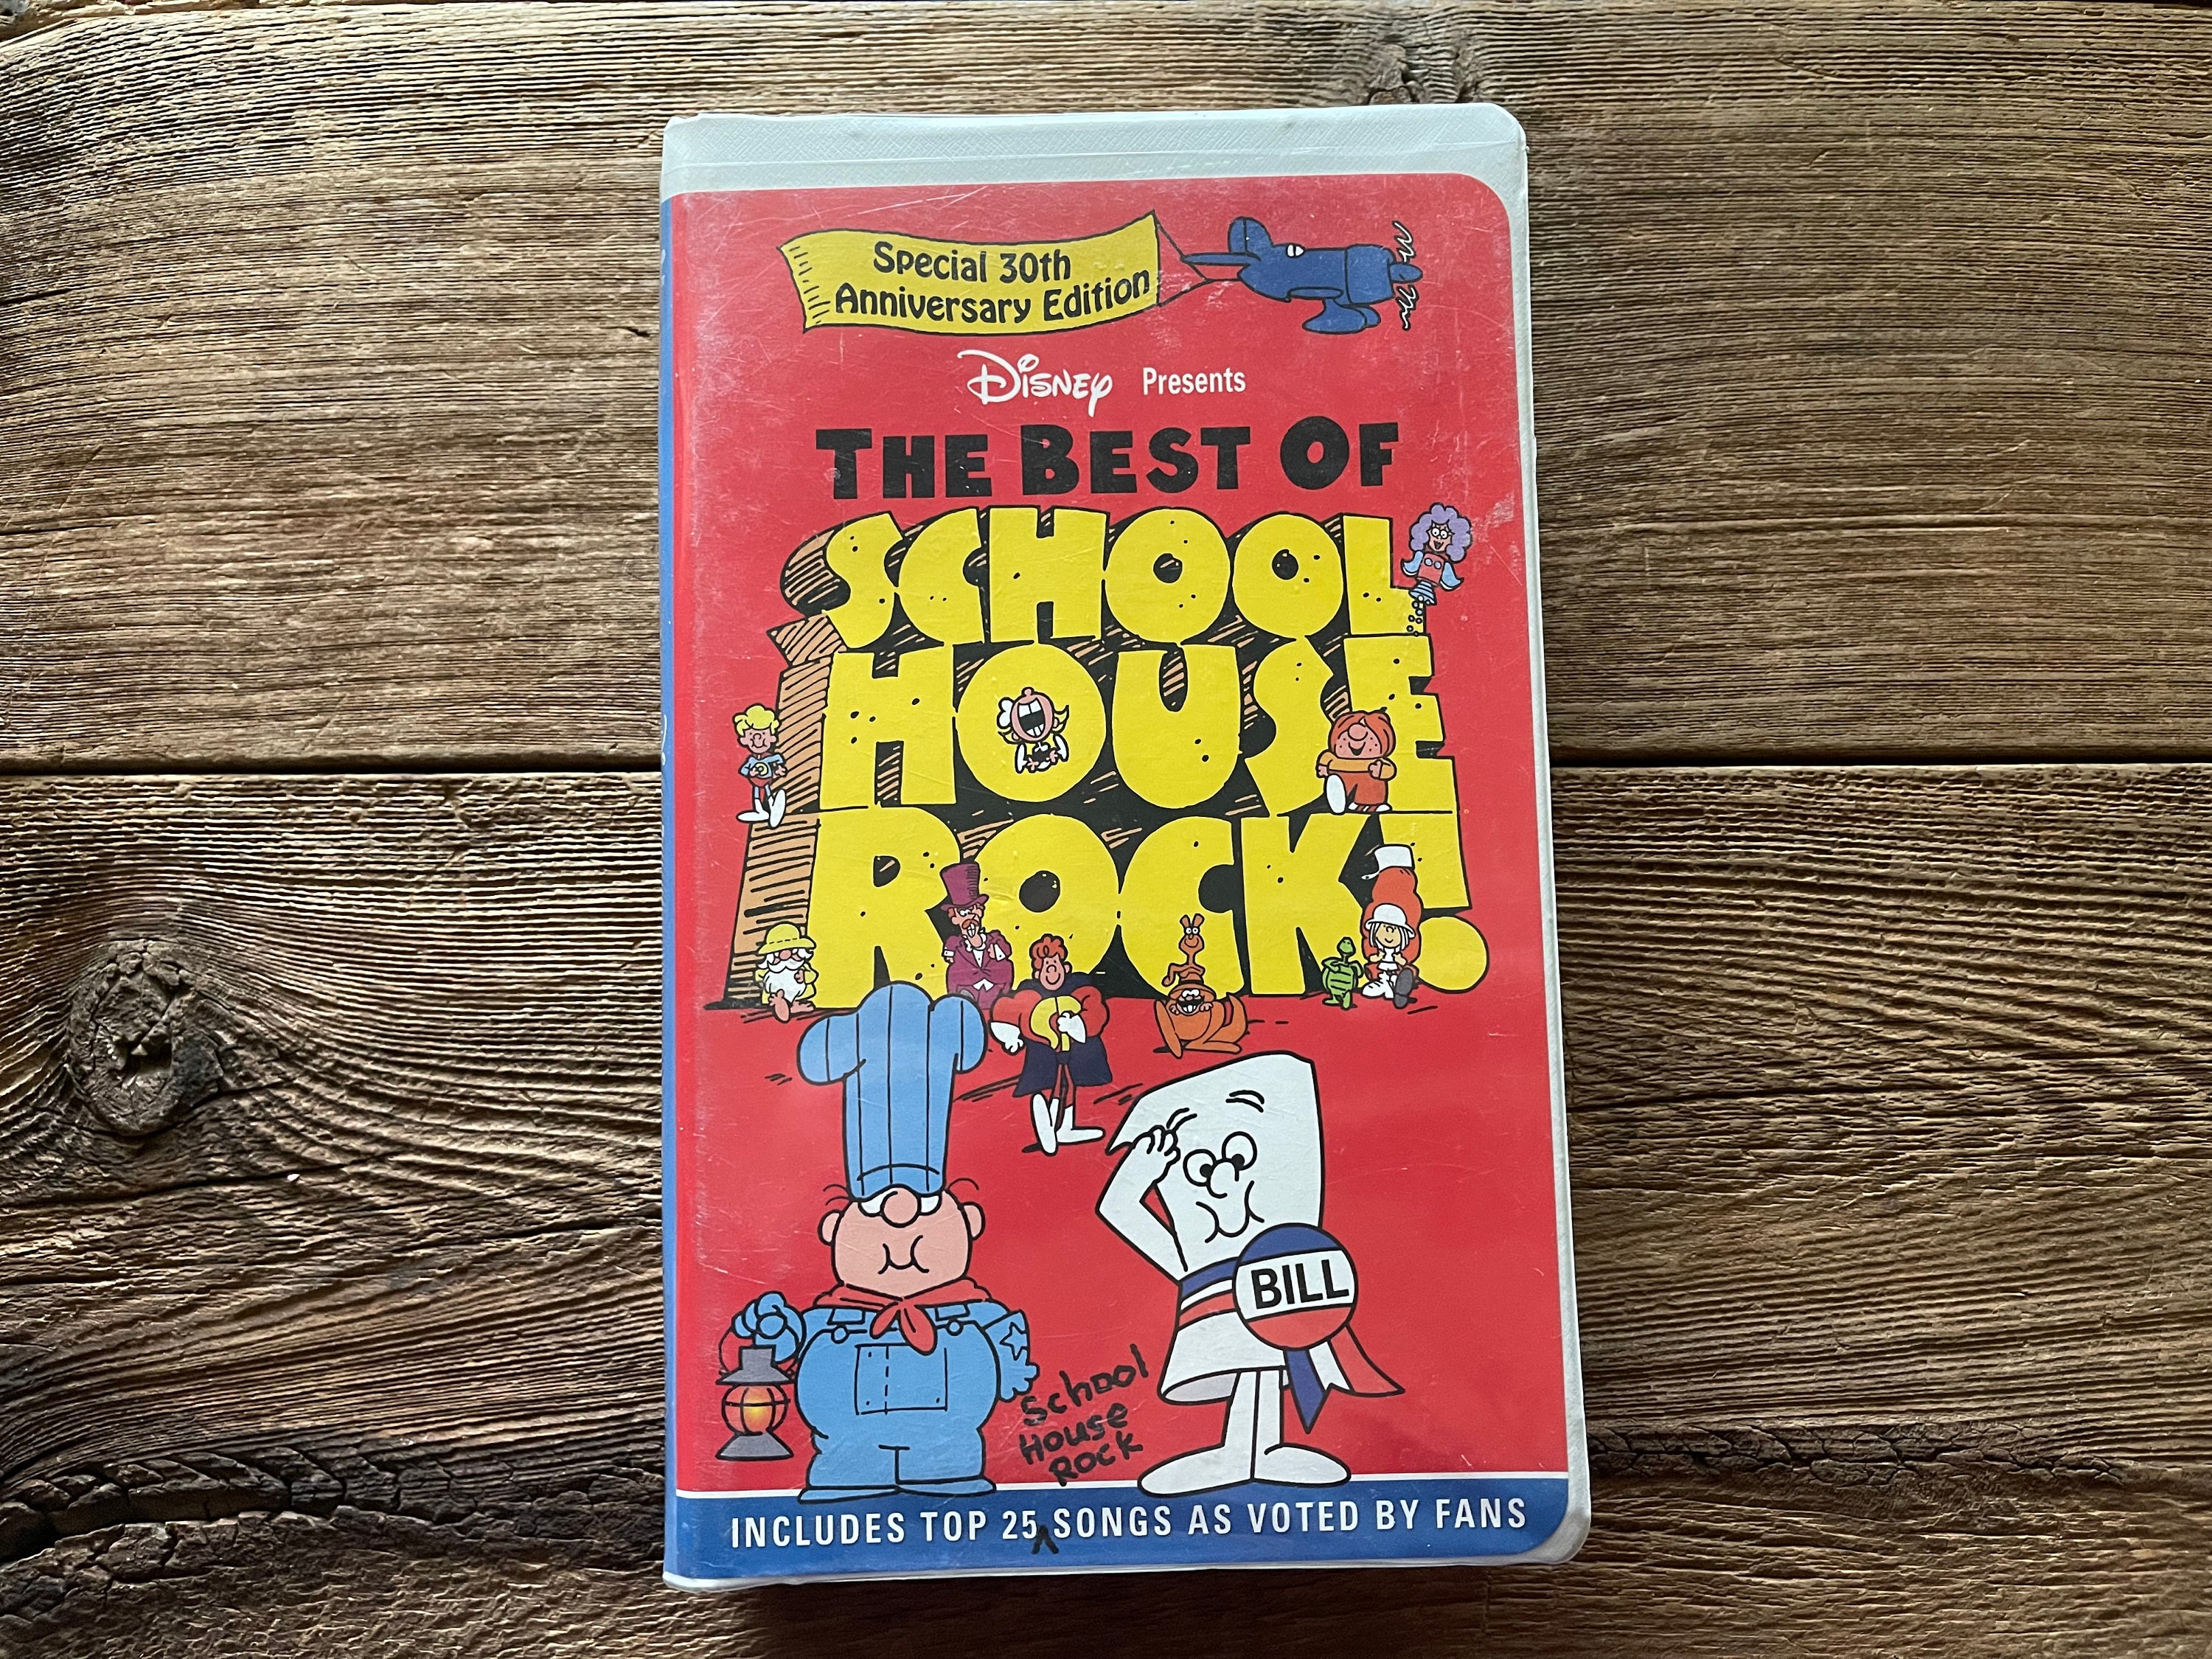 Special 30th
Anniversary Edition
Disney Presents
THE BEST OF
SCHOOL
HOUSE
ROCK!
BILL
School
House
Rock
INCLUDES TOP 25 ^ SONGS AS VOTED BY FANS